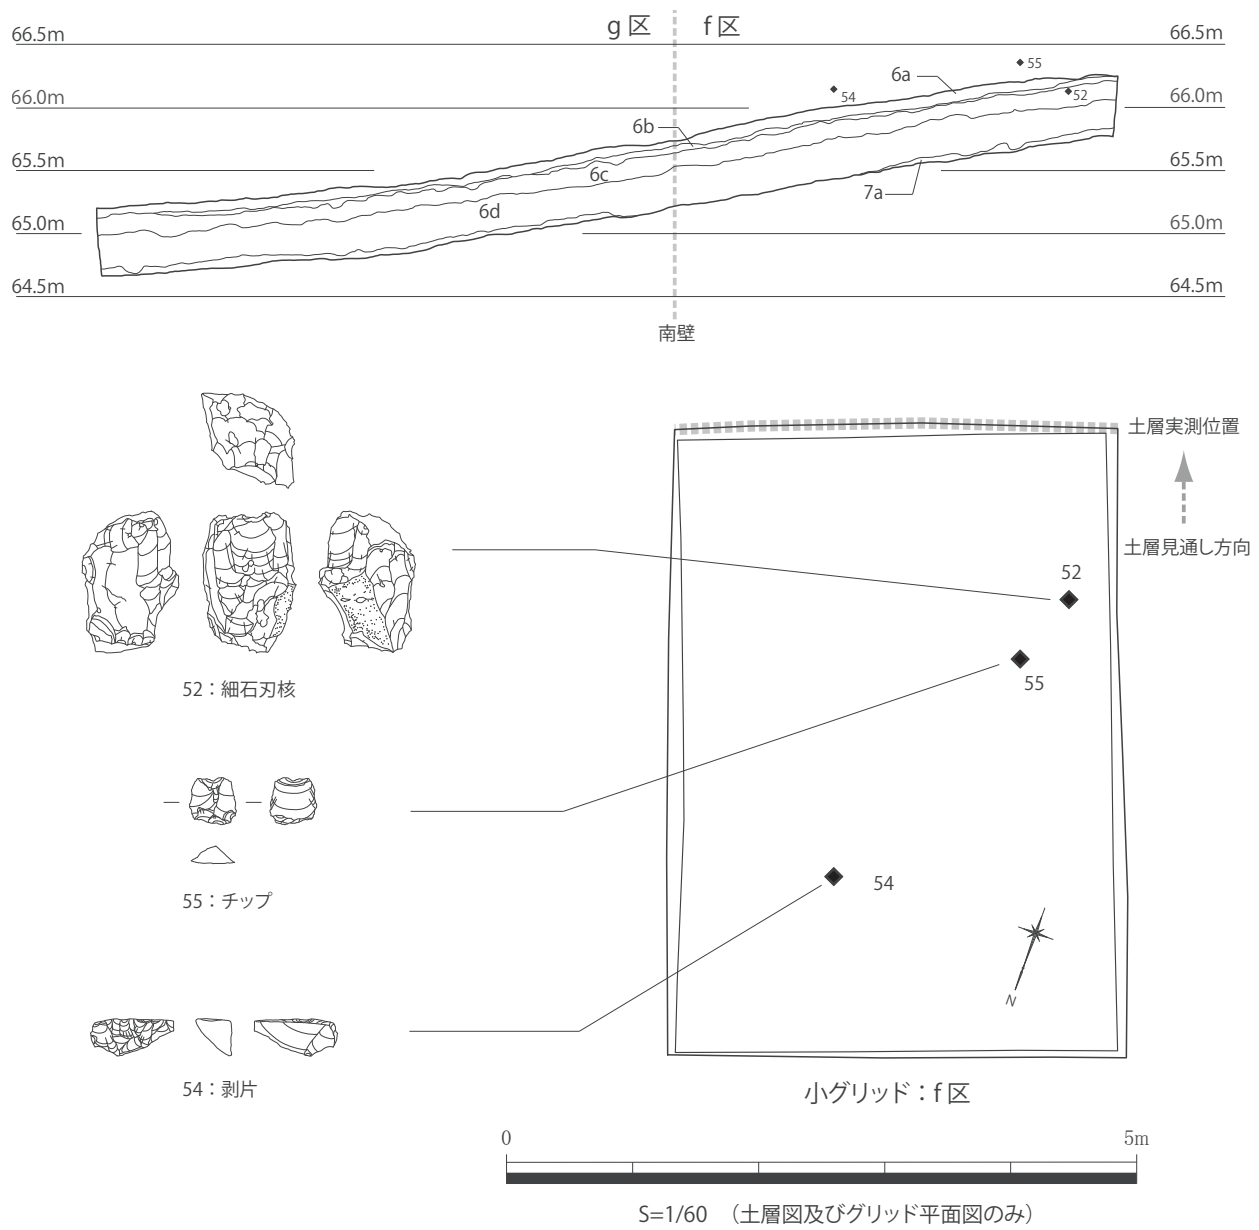 g 区
f 区
66.5m
66.5m
55
6a
54
52
66.0m
66.0m
6b
65.5m
65.5m
6c
7a
6d
65.0m
65.0m
64.5m
64.5m
南壁
土層実測位置
土層見通し方向
52
55
54
N
52：細石刃核
55：チップ
54：剥片
小グリッド：f 区
0
5m
S=1/60　（土層図及びグリッド平面図のみ）